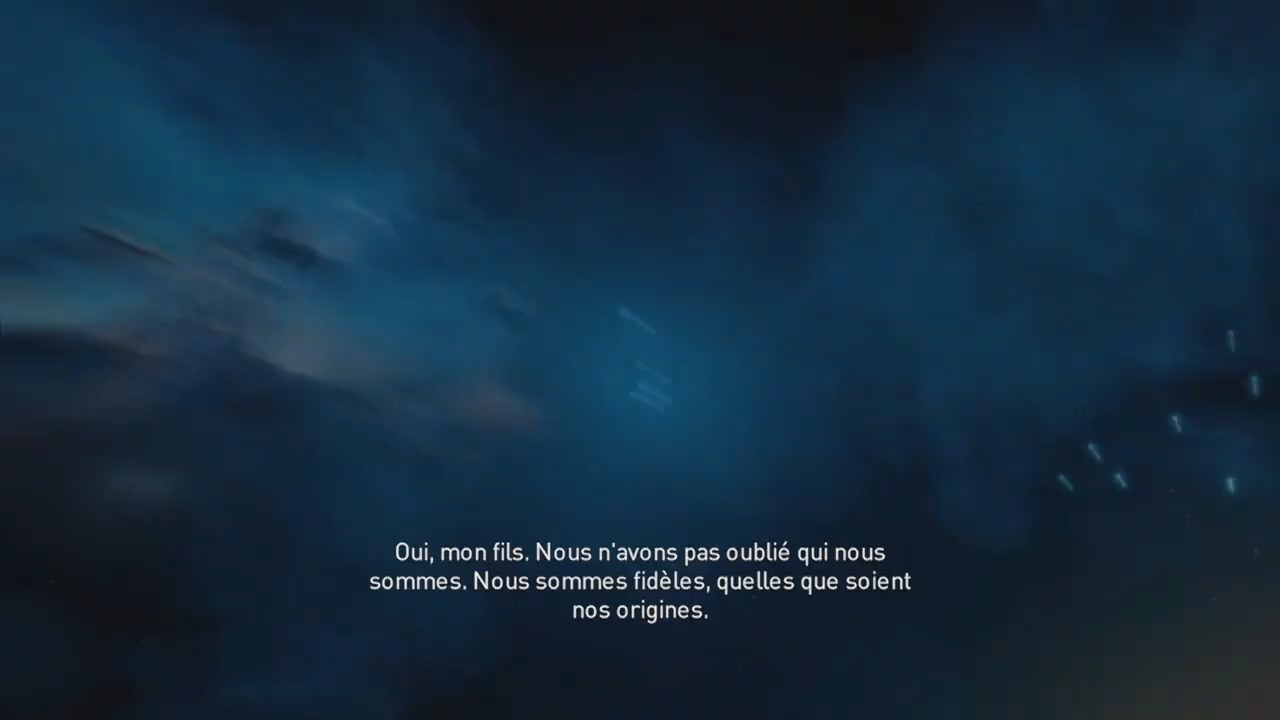 Oui, mon fils. Nous n'avons pas oublié qui nous
sommes. Nous sommes fidèles, quelles que soient
nos origines.